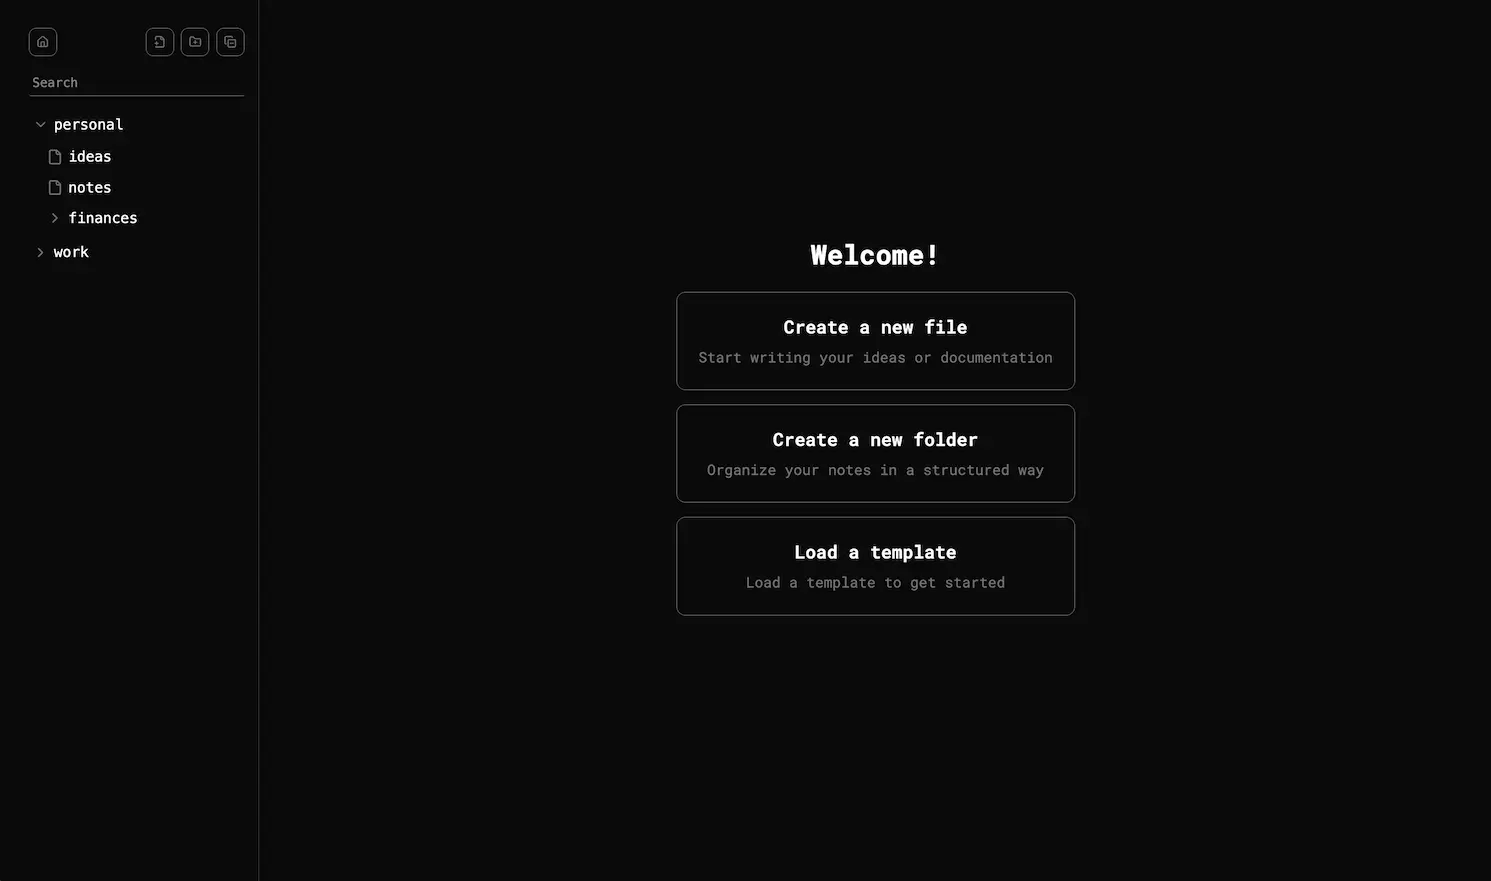 Search
personal
ideas
notes
finances
work
Welcome!
Create a new file
Start writing your ideas or documentation
Create a new folder
Organize your notes in a structured way
Load a template
Load a template to get started